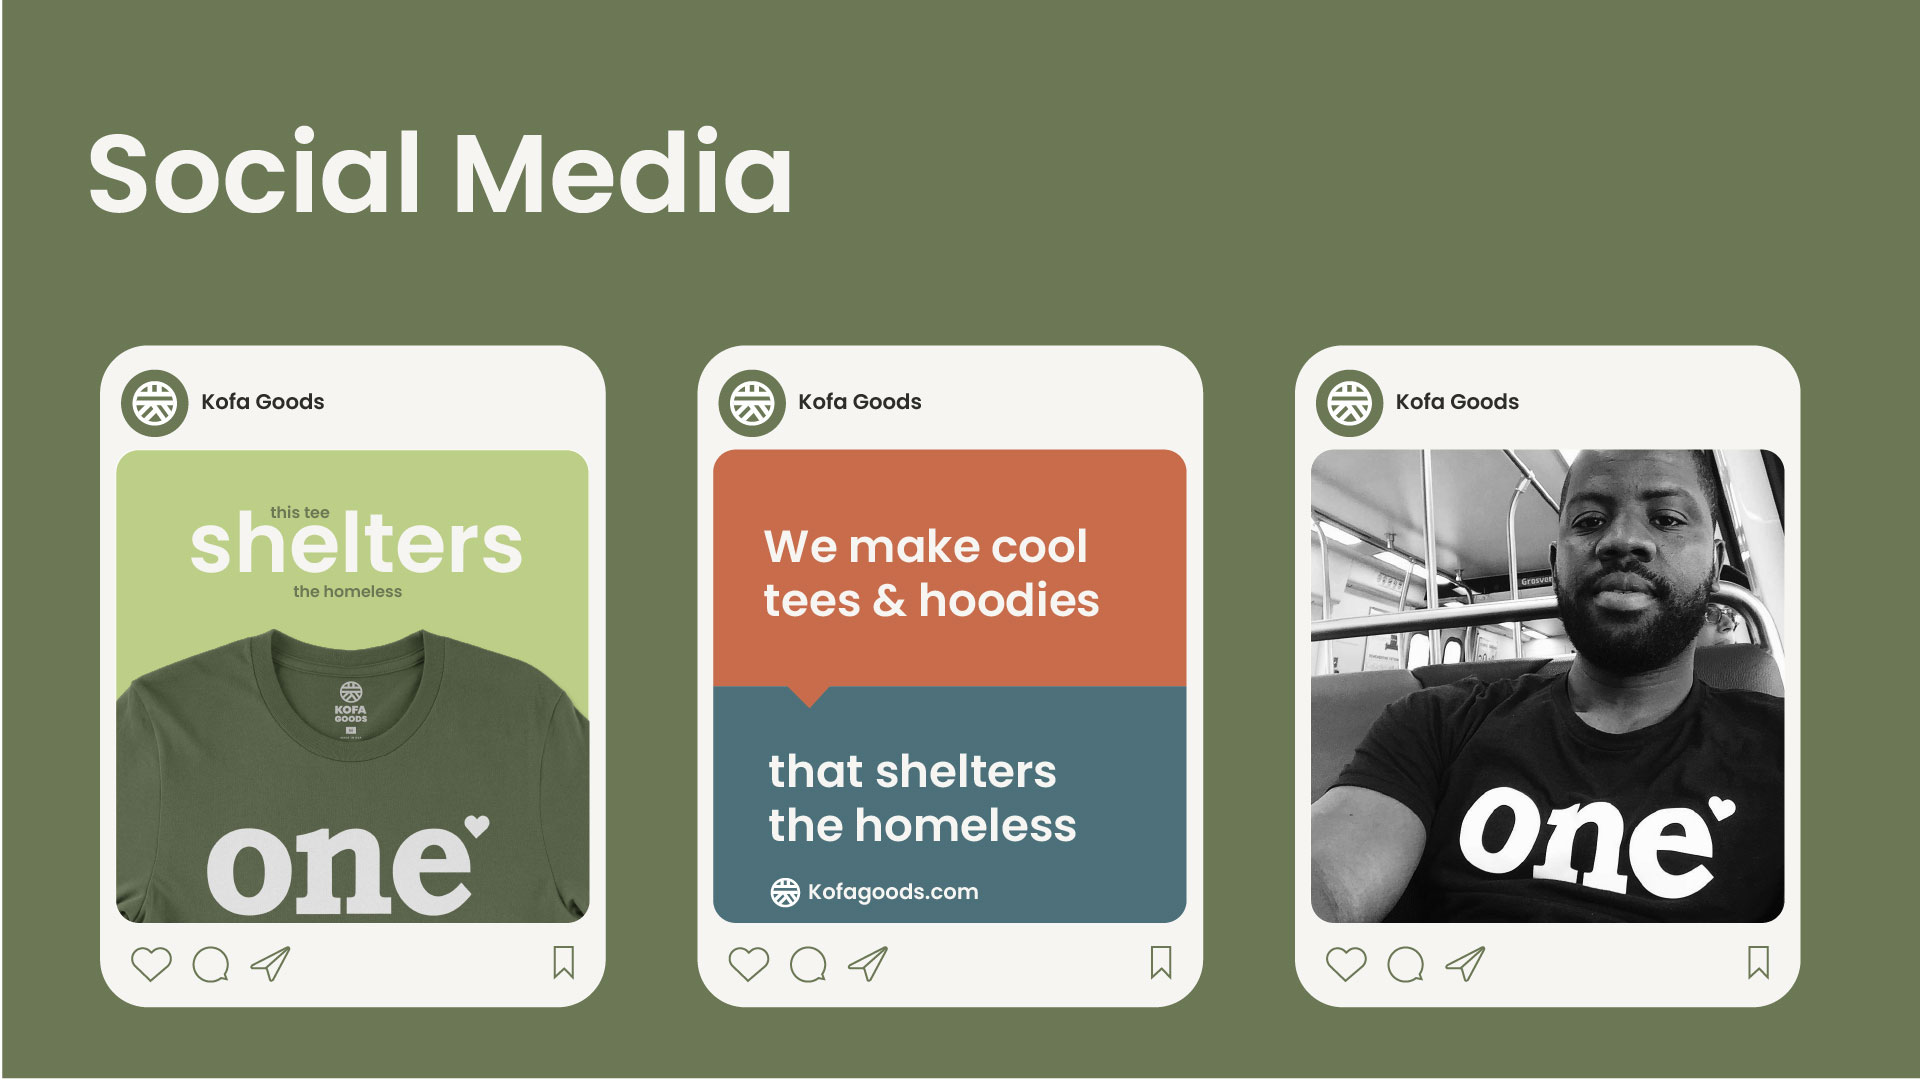 Social Media
Kofa Goods
this tee
shelters
the homeless
KOFA
GOODS
one
Kofa Goods
We make cool
tees & hoodies
that shelters
the homeless
Kofagoods.com
Kofa Goods
one